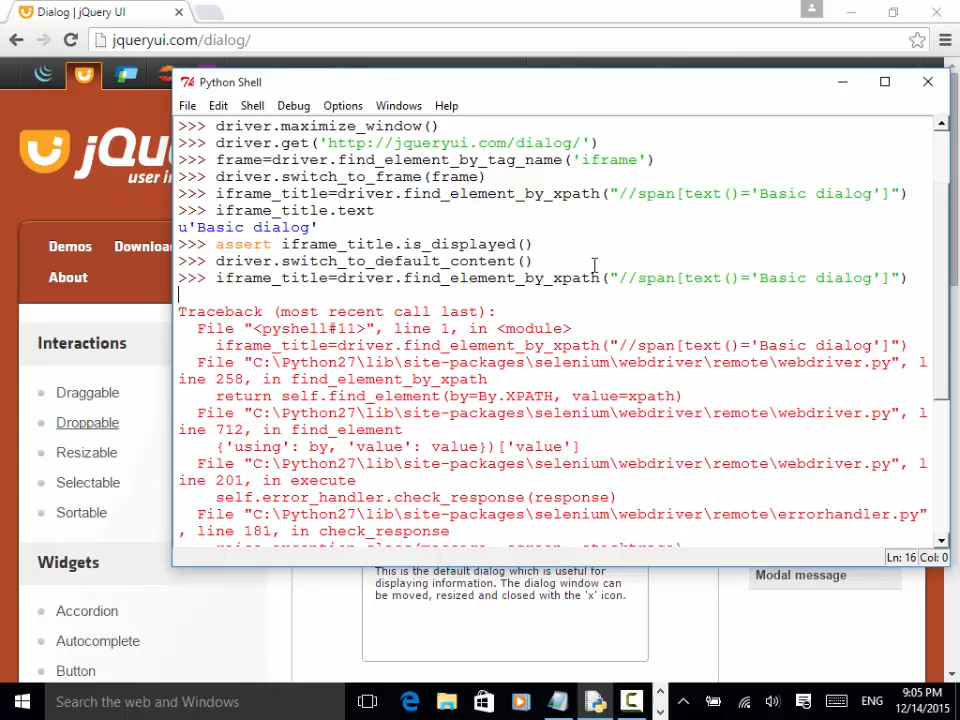 Dialog | jQuery UI
jqueryui.com/dialog/
Python Shell
File Edit Shell Debug Options Windows Help
>>> driver.maximize_window()
>>> driver.get('http://jqueryui.com/dialog/')
>>> frame=driver.find_element_by_tag_name('iframe')
>>> driver.switch_to_frame(frame)
>>> iframe_title=driver.find_element_by_xpath("//span[text()='Basic dialog']")
>>> iframe_title.text
u'Basic dialog'
>>> assert iframe_title.is_displayed()
>>> driver.switch_to_default_content()
>>> iframe_title=driver.find_element_by_xpath("//span[text()='Basic dialog']")
Traceback (most recent call last):
File "<pyshell#11>", line 1, in <module>
iframe_title=driver.find_element_by_xpath("//span[text()='Basic dialog']")
File "C:\Python27\lib\site-packages\selenium\webdriver\remote\webdriver.py", l
ine 258, in find_element_by_xpath
return self.find_element(by=By.XPATH, value=xpath)
File "C:\Python27\lib\site-packages\selenium\webdriver\remote\webdriver.py", l
ine 712, in find_element
{'using': by, 'value': value})['value']
File "C:\Python27\lib\site-packages\selenium\webdriver\remote\webdriver.py", l
ine 201, in execute
self.error_handler.check_response(response)
File "C:\Python27\lib\site-packages\selenium\webdriver\remote\errorhandler.py"
, line 181, in check_response
Ln: 16 Col: 0
jQu
user in
Demos Downloa
About
Interactions
Draggable
Droppable
Resizable
Selectable
Sortable
Widgets
Accordion
Autocomplete
Button
This is the default dialog which is useful for
displaying information. The dialog window can
be moved, resized and closed with the 'x' icon.
Modal message
Search the web and Windows
ENG
9:05 PM
12/14/2015